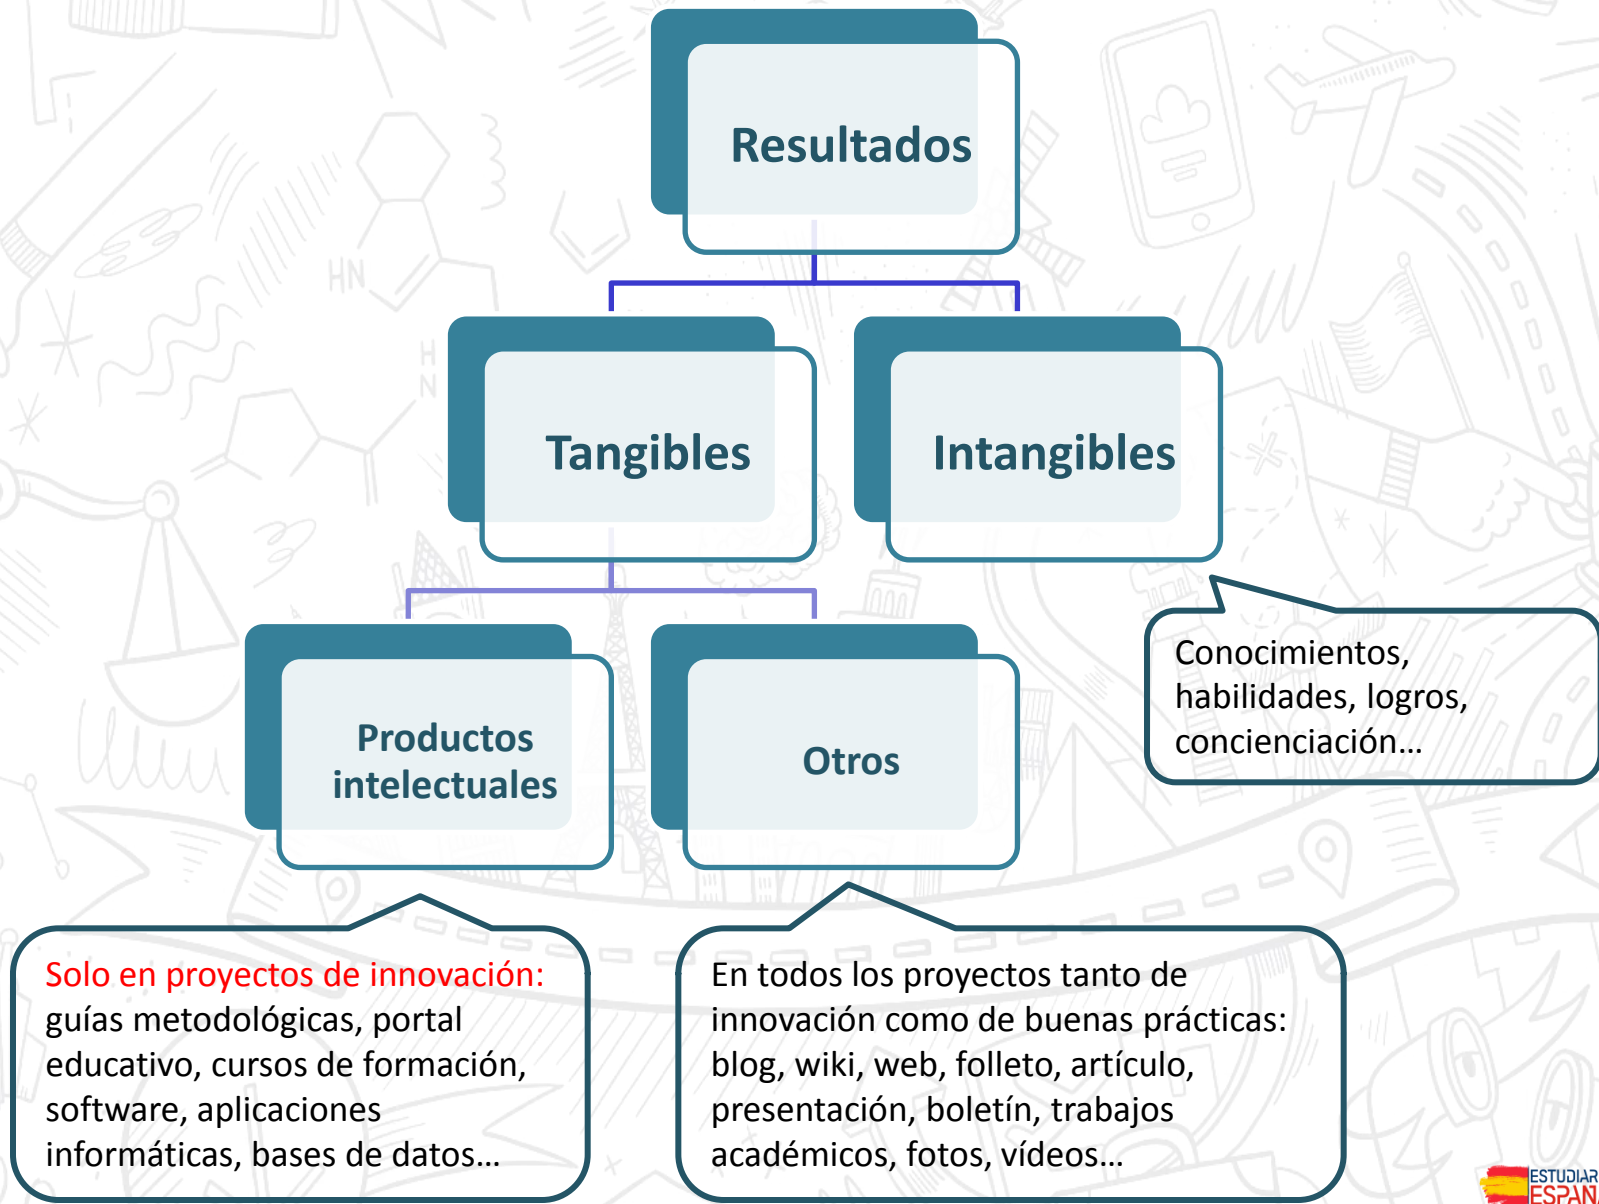 Resultados
Tangibles
Intangibles
Productos
intelectuales
Otros
Conocimientos,
habilidades, logros,
concienciación…
Solo en proyectos de innovación:
guías metodológicas, portal
educativo, cursos de formación,
software, aplicaciones
informáticas, bases de datos…
En todos los proyectos tanto de
innovación como de buenas prácticas:
blog, wiki, web, folleto, artículo,
presentación, boletín, trabajos
académicos, fotos, vídeos…
HN
H
N
ESTUDIAR